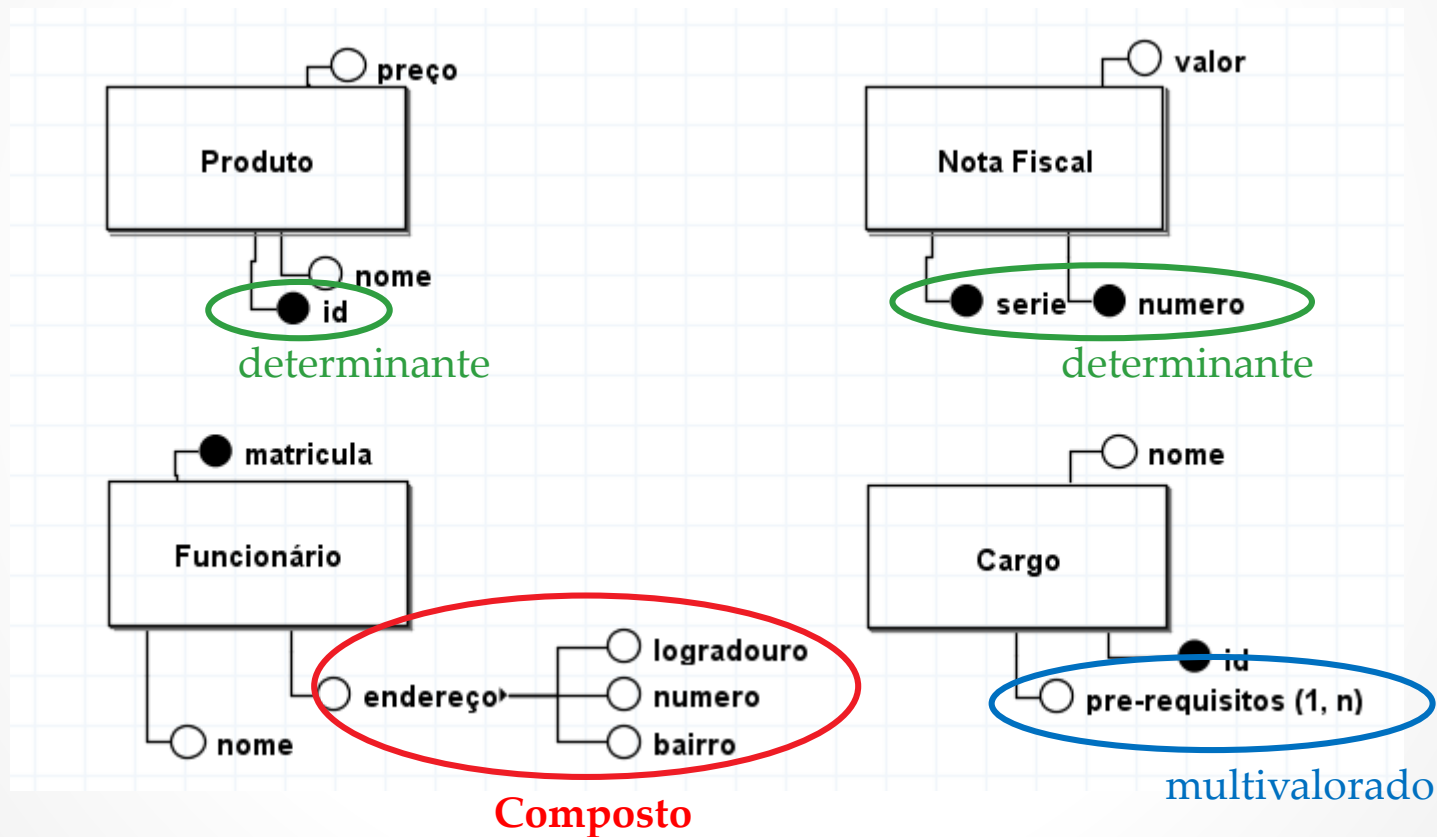 preço
Produto
nome
id
determinante
valor
Nota Fiscal
serie
numero
determinante
matricula
Funcionário
endereço
logradouro
numero
bairro
nome
Composto
nome
Cargo
id
pre-requisitos (1, n)
multivalorado